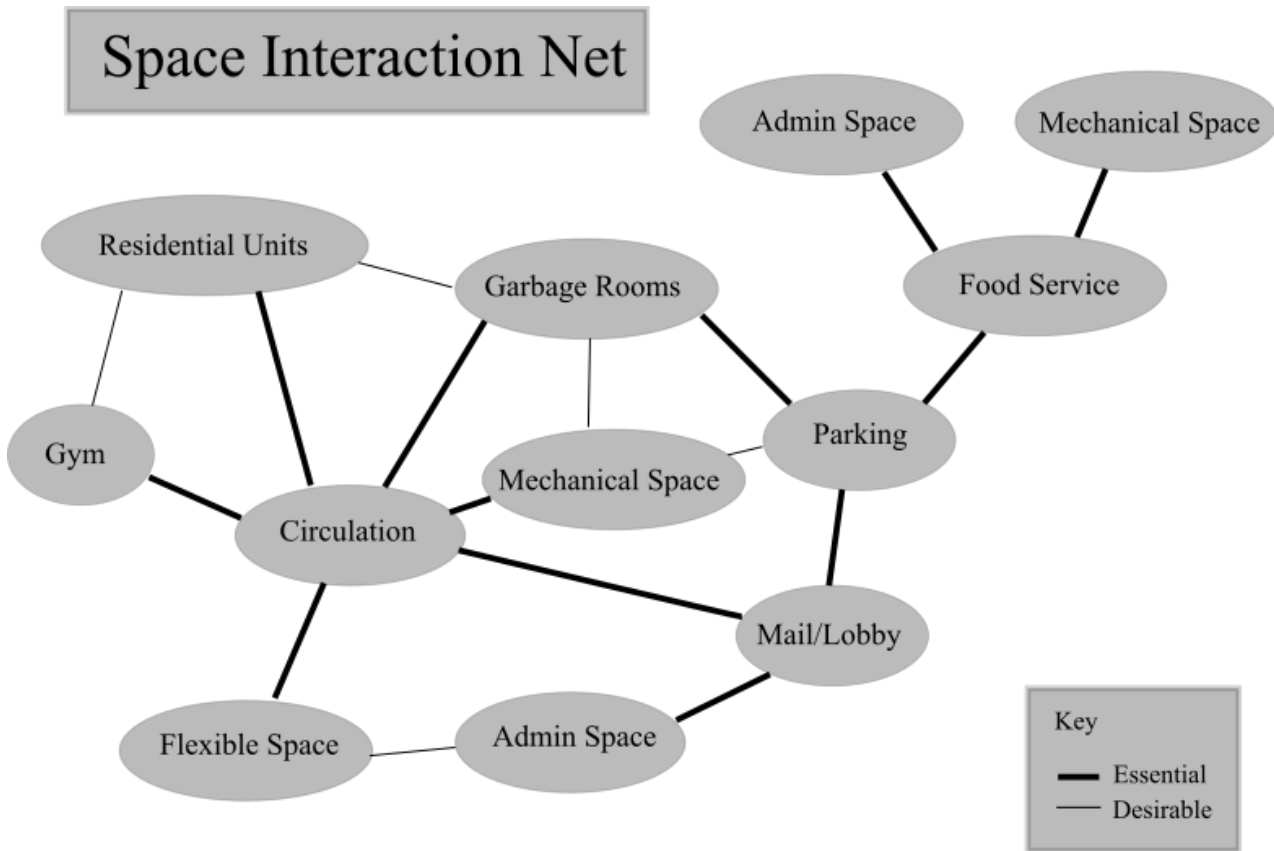 Space Interaction Net
Admin Space
Mechanical Space
Residential Units
Garbage Rooms
Food Service
Gym
Parking
Mechanical Space
Circulation
Mail/Lobby
Flexible Space
Admin Space
Key
Essential
Desirable